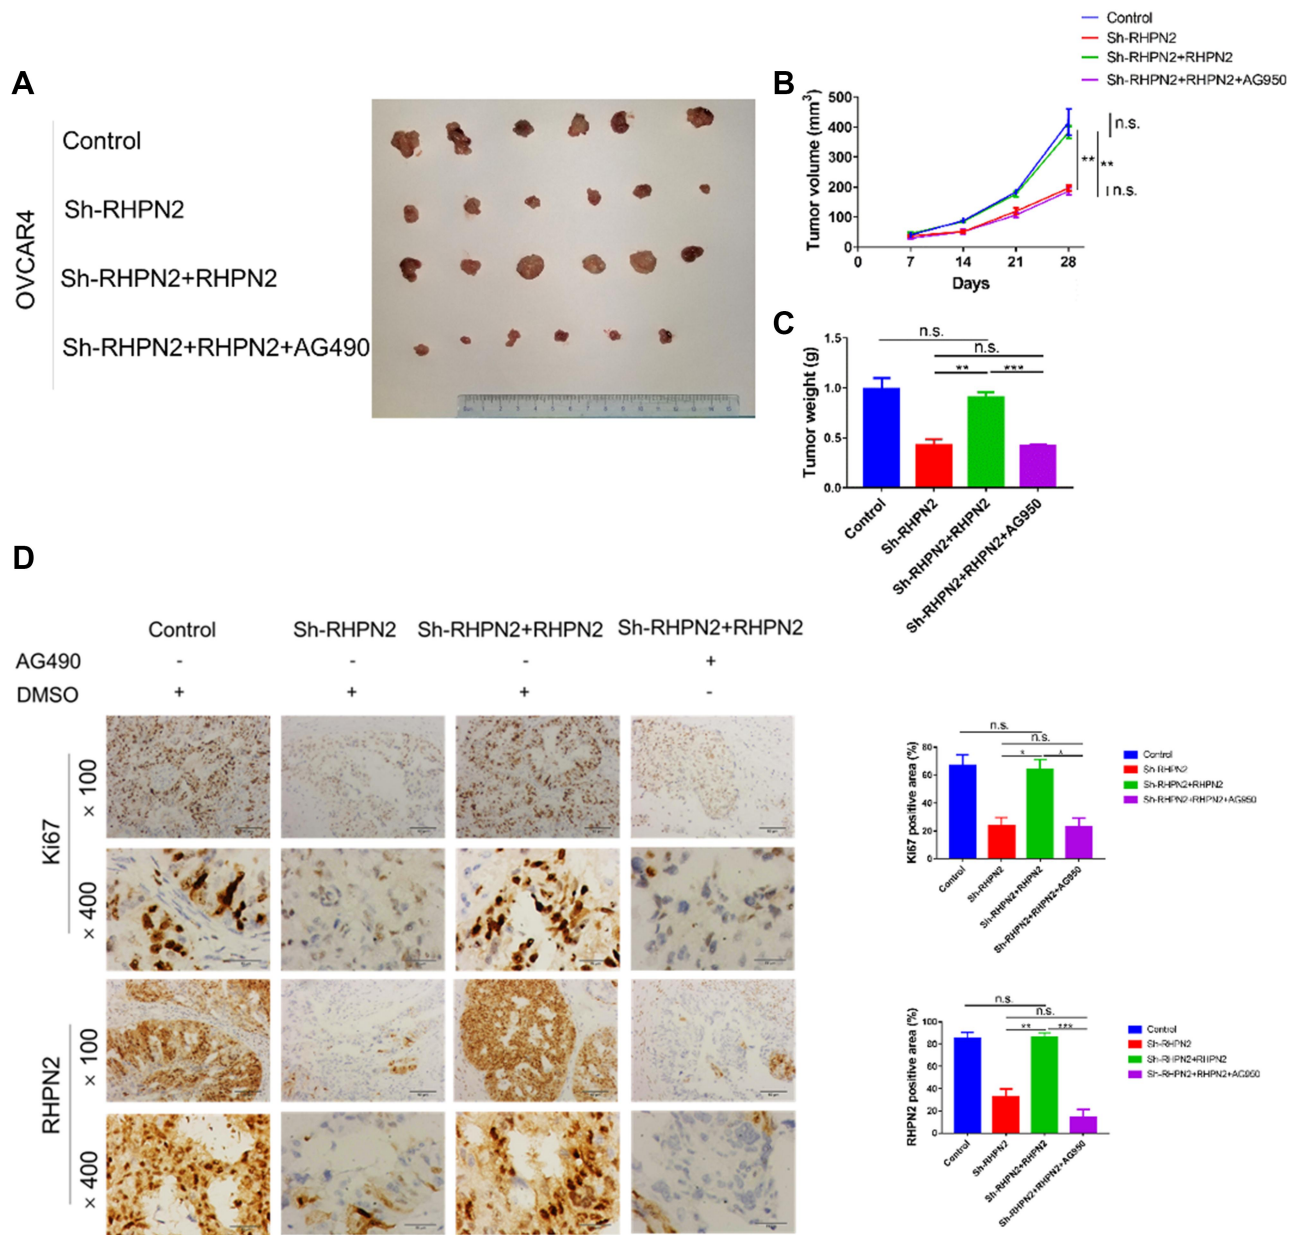 A
OVCAR4
Control
Sh-RHPN2
Sh-RHPN2+RHPN2
Sh-RHPN2+RHPN2+AG490
B
Control
Sh-RHPN2
Sh-RHPN2+RHPN2
Sh-RHPN2+RHPN2+AG950
Tumor volume (mm³)
500
400
300
200
100
0
0 7 14 21 28
Days
n.s.
** **
n.s.
C
Tumor weight (g)
1.5
1.0
0.5
0.0
n.s.
n.s.
** ***
Control
Sh-RHPN2
Sh-RHPN2+RHPN2
Sh-RHPN2+RHPN2+AG950
D
Control Sh-RHPN2 Sh-RHPN2+RHPN2 Sh-RHPN2+RHPN2
AG490 - - - +
DMSO + + + -
Ki67
× 100
× 400
RHPN2
× 100
× 400
Ki67 positive area (%)
80
60
40
20
0
n.s.
n.s.
* *
Control
Sh-RHPN2
Sh-RHPN2+RHPN2
Sh-RHPN2+RHPN2+AG950
Control
Sh-RHPN2
Sh-RHPN2+RHPN2
Sh-RHPN2+RHPN2+AG950
RHPN2 positive area (%)
100
80
60
40
20
0
n.s.
n.s.
** ***
Control
Sh-RHPN2
Sh-RHPN2+RHPN2
Sh-RHPN2+RHPN2+AG950
Control
Sh-RHPN2
Sh-RHPN2+RHPN2
Sh-RHPN2+RHPN2+AG950